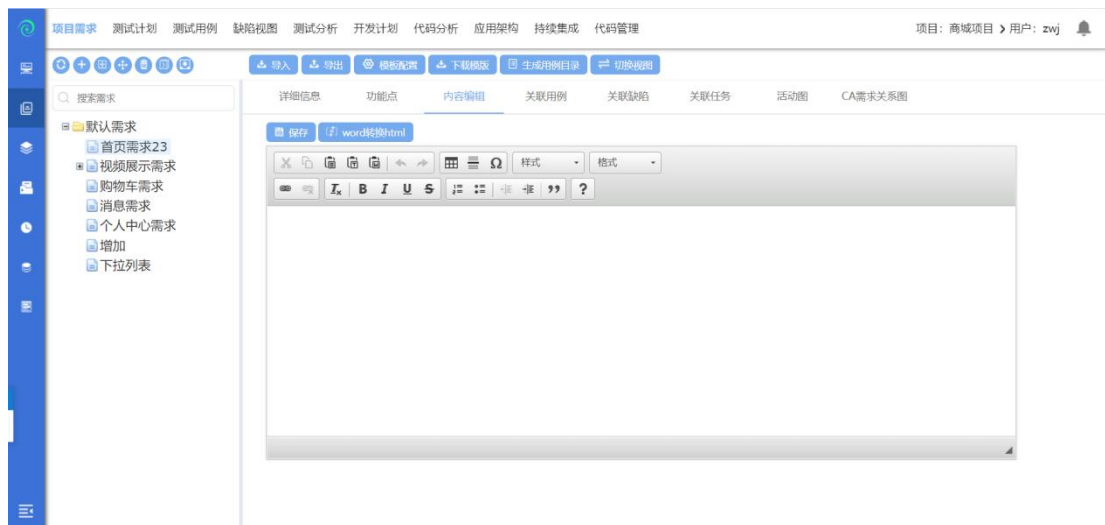 项目需求 测试计划 测试用例 缺陷视图 测试分析 开发计划 代码分析 应用架构 持续集成 代码管理 项目：商城项目 > 用户：zwj
导入 导出 模板配置 下载模版 生成用例目录 切换视图
搜索需求
详细信息 功能点 内容编辑 关联用例 关联缺陷 关联任务 活动图 CA需求关系图
默认需求
首页需求23
视频展示需求
购物车需求
消息需求
个人中心需求
增加
下拉列表
保存 word转换html
Ω 样式 格式
Ix B I U S ?